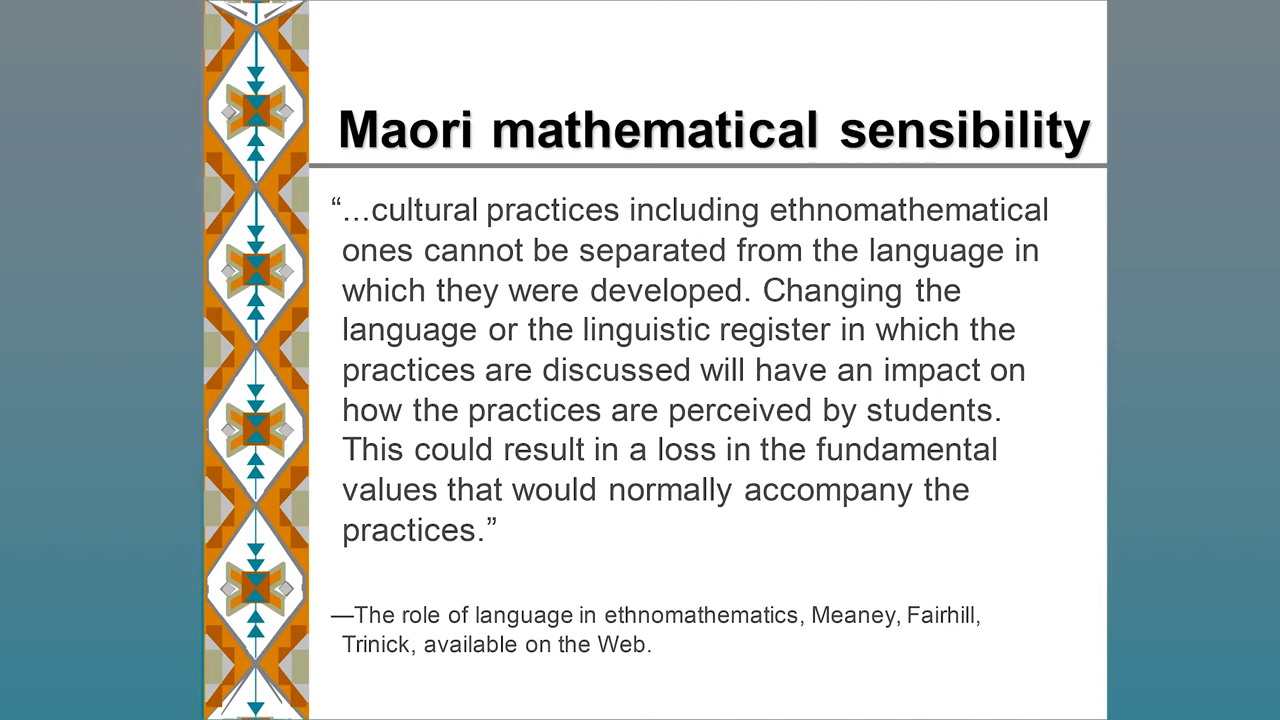 Maori mathematical sensibility
“...cultural practices including ethnomathematical
ones cannot be separated from the language in
which they were developed. Changing the
language or the linguistic register in which the
practices are discussed will have an impact on
how the practices are perceived by students.
This could result in a loss in the fundamental
values that would normally accompany the
practices.”
—The role of language in ethnomathematics, Meaney, Fairhill,
Trinick, available on the Web.